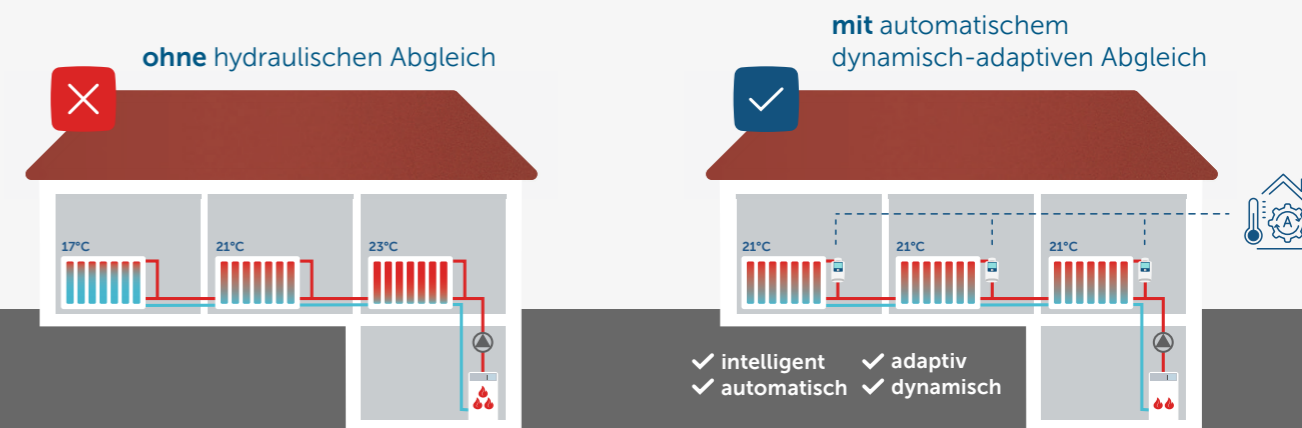 ohne hydraulischen Abgleich
17°C
21°C
23°C
mit automatischem
dynamisch-adaptiven Abgleich
21°C
21°C
21°C
A
intelligent
adaptiv
automatisch
dynamisch